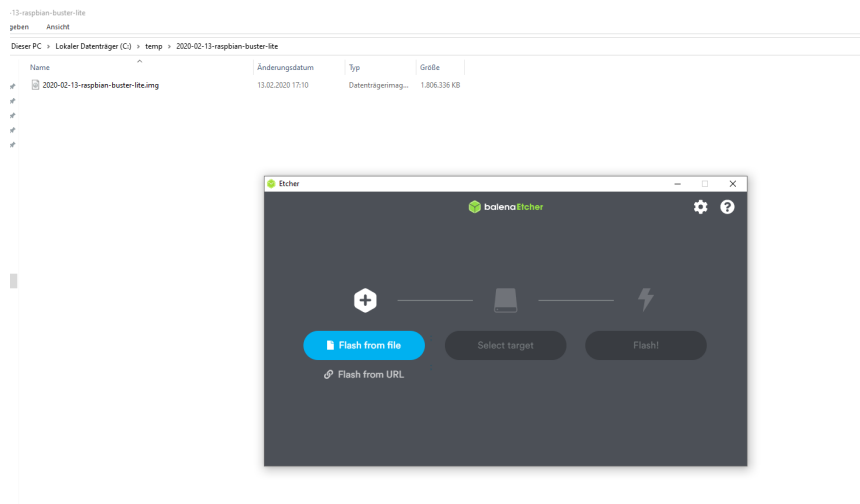 -13-raspbian-buster-lite
geben Ansicht
Dieser PC > Lokaler Datenträger (C:) > temp > 2020-02-13-raspbian-buster-lite
Name Änderungsdatum Typ Größe
2020-02-13-raspbian-buster-lite.img 13.02.2020 17:10 Datenträgerimag... 1.806.336 KB
Etcher
balenaEtcher
Flash from file Select target Flash!
Flash from URL